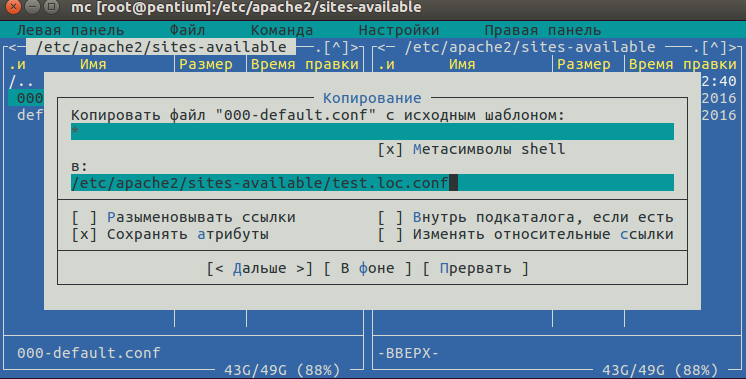 mc [root@pentium]:/etc/apache2/sites-available
Левая панель Файл Команда Настройки Правая панель
<— /etc/apache2/sites-available —.[^]> <— /etc/apache2/sites-available —.[^]>
.и Имя Размер Время правки .и Имя Размер Время правки
/.. 2:40
000- 2016
def 2016
Копирование
Копировать файл "000-default.conf" с исходным шаблоном:
*
[x] Метасимволы shell
в:
/etc/apache2/sites-available/test.loc.conf
[ ] Разыменовывать ссылки [ ] Внутрь подкаталога, если есть
[x] Сохранять атрибуты [ ] Изменять относительные ссылки
[< Дальше >] [ В фоне ] [ Прервать ]
000-default.conf -ВВЕРХ-
43G/49G (88%) 43G/49G (88%)